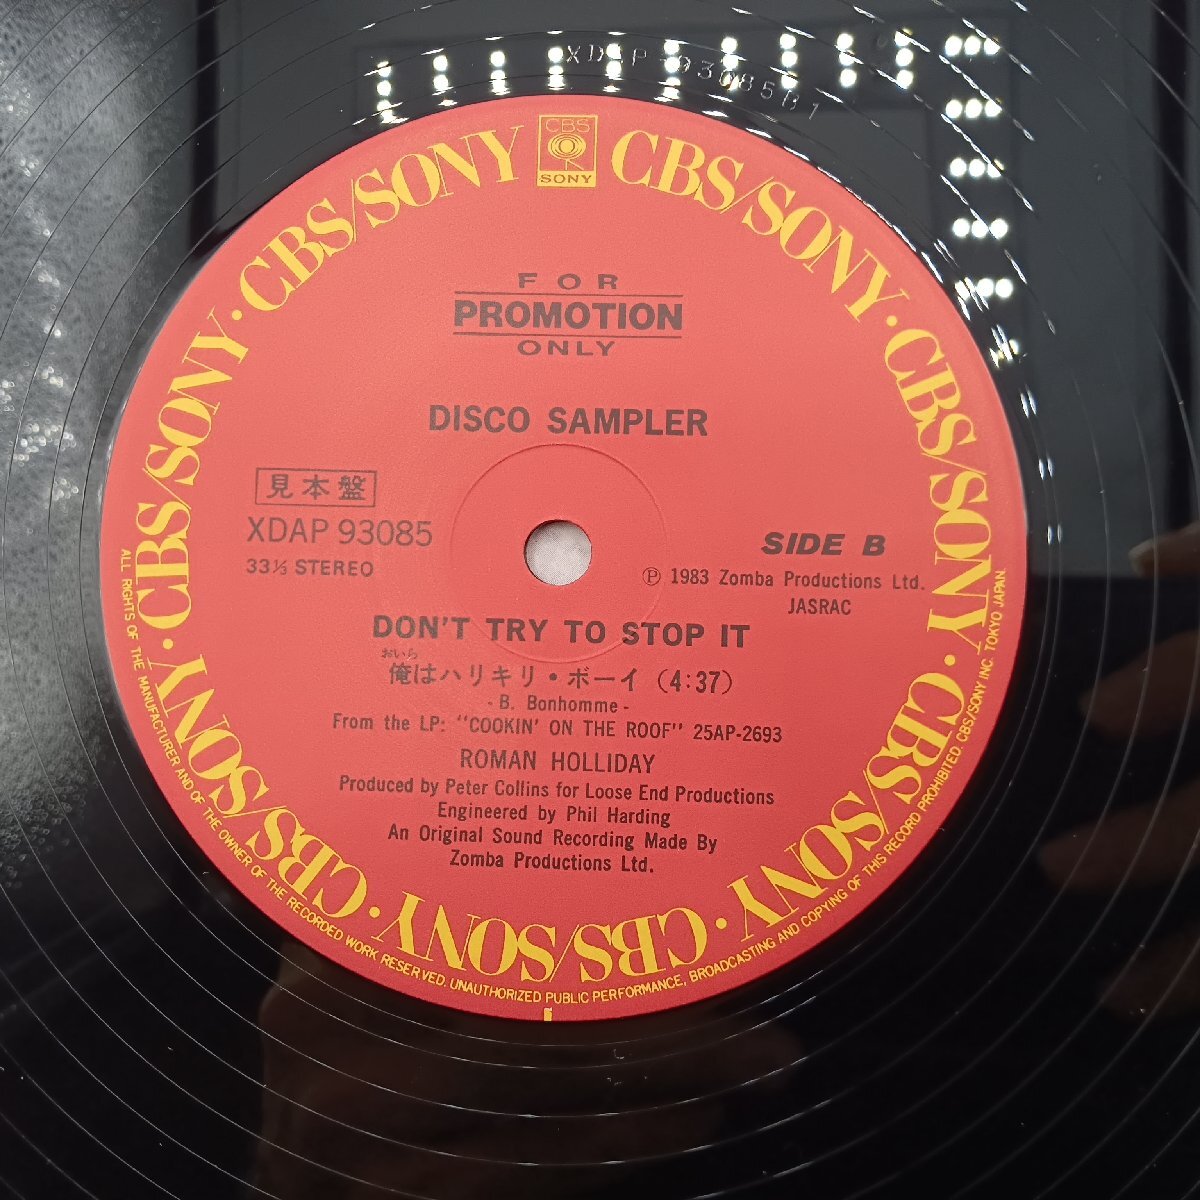 XDAP 93085B1
CBS/SONY · CBS/SONY · CBS/SONY · CBS/SONY · CBS/SONY · CBS/SONY · CBS/SONY · CBS/SONY · CBS/SONY
CBS
SONY
FOR
PROMOTION
ONLY
DISCO SAMPLER
見本盤
XDAP 93085
33⅓ STEREO
SIDE B
Ⓟ 1983 Zomba Productions Ltd.
JASRAC
DON'T TRY TO STOP IT
おいら
俺はハリキリ・ボーイ (4:37)
- B. Bonhomme -
From the LP: "COOKIN' ON THE ROOF" 25AP-2693
ROMAN HOLLIDAY
Produced by Peter Collins for Loose End Productions
Engineered by Phil Harding
An Original Sound Recording Made By
Zomba Productions Ltd.
ALL RIGHTS OF THE MANUFACTURER AND OF THE OWNER OF THE RECORDED WORK RESERVED. UNAUTHORIZED PUBLIC PERFORMANCE, BROADCASTING AND COPYING OF THIS RECORD PROHIBITED. CBS/SONY INC. TOKYO JAPAN.